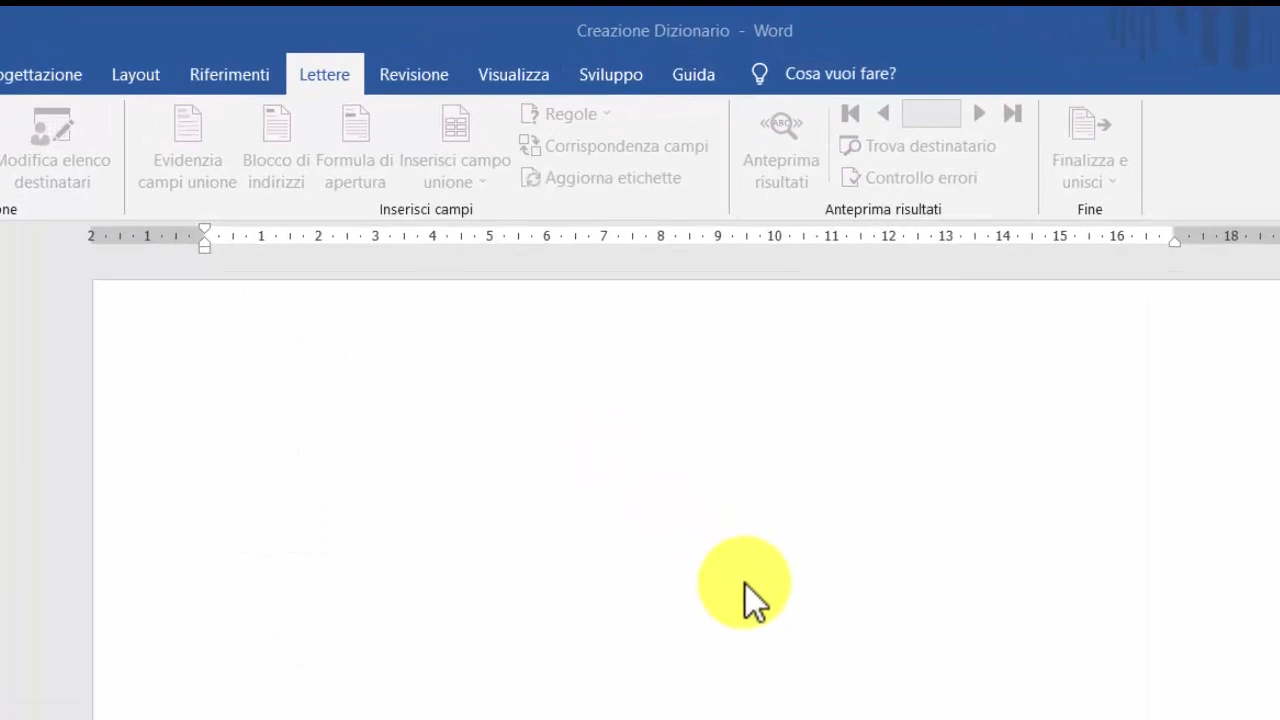 Creazione Dizionario - Word
ogettazione Layout Riferimenti Lettere Revisione Visualizza Sviluppo Guida Cosa vuoi fare?
Modifica elenco
destinatari
Evidenzia
campi unione
Blocco di
indirizzi
Formula di
apertura
Inserisci campo
unione
Regole
Corrispondenza campi
Aggiorna etichette
ABC
Anteprima
risultati
Trova destinatario
Controllo errori
Finalizza e
unisci
ne Inserisci campi Anteprima risultati Fine
2 1 1 2 3 4 5 6 7 8 9 10 11 12 13 14 15 16 18